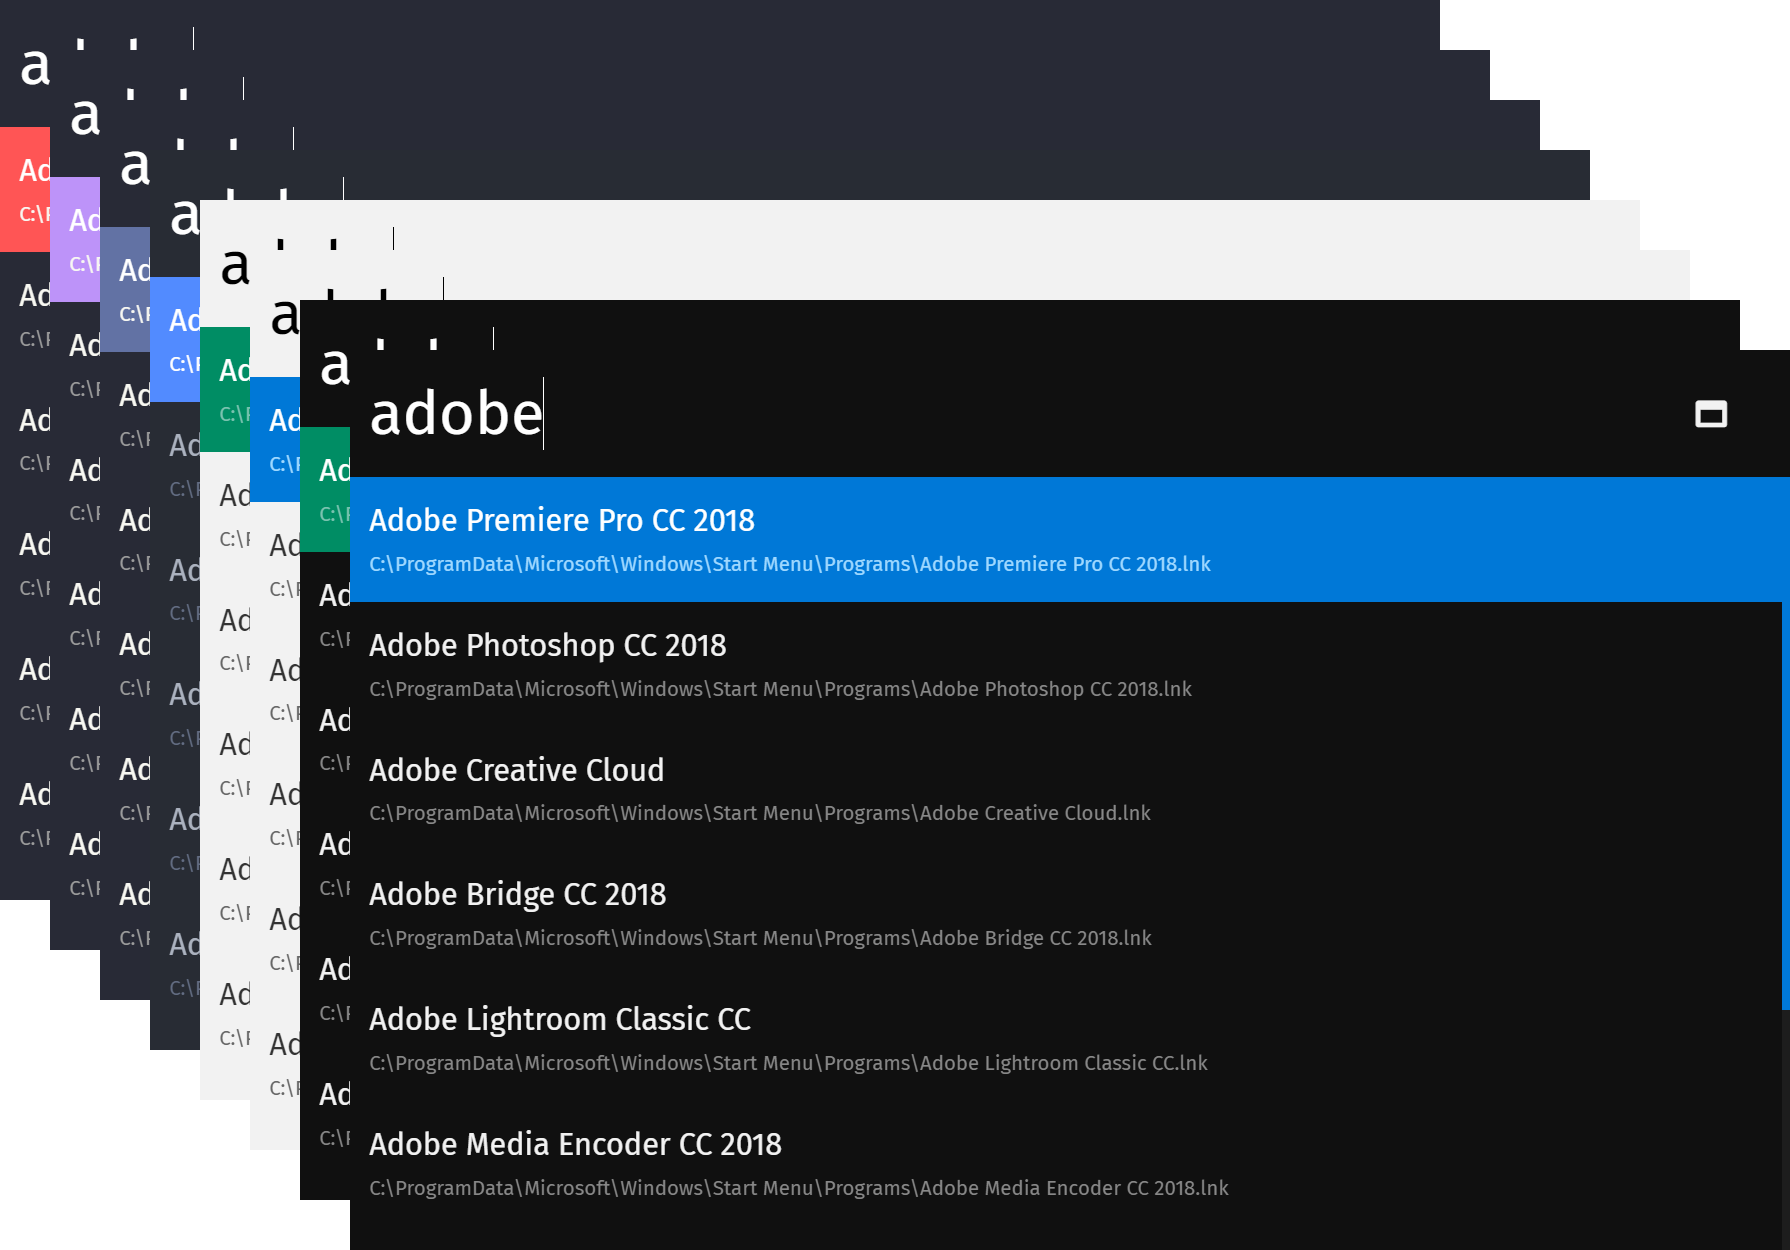 adobe
Adobe Premiere Pro CC 2018
C:\ProgramData\Microsoft\Windows\Start Menu\Programs\Adobe Premiere Pro CC 2018.lnk
Adobe Photoshop CC 2018
C:\ProgramData\Microsoft\Windows\Start Menu\Programs\Adobe Photoshop CC 2018.lnk
Adobe Creative Cloud
C:\ProgramData\Microsoft\Windows\Start Menu\Programs\Adobe Creative Cloud.lnk
Adobe Bridge CC 2018
C:\ProgramData\Microsoft\Windows\Start Menu\Programs\Adobe Bridge CC 2018.lnk
Adobe Lightroom Classic CC
C:\ProgramData\Microsoft\Windows\Start Menu\Programs\Adobe Lightroom Classic CC.lnk
Adobe Media Encoder CC 2018
C:\ProgramData\Microsoft\Windows\Start Menu\Programs\Adobe Media Encoder CC 2018.lnk